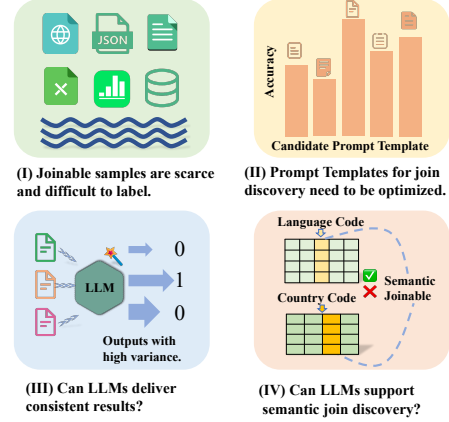 JSON
(I) Joinable samples are scarce
and difficult to label.
Accuracy
Candidate Prompt Template
(II) Prompt Templates for join
discovery need to be optimized.
LLM
0
1
0
Outputs with
high variance.
(III) Can LLMs deliver
consistent results?
Language Code
Semantic
Joinable
Country Code
(IV) Can LLMs support
semantic join discovery?